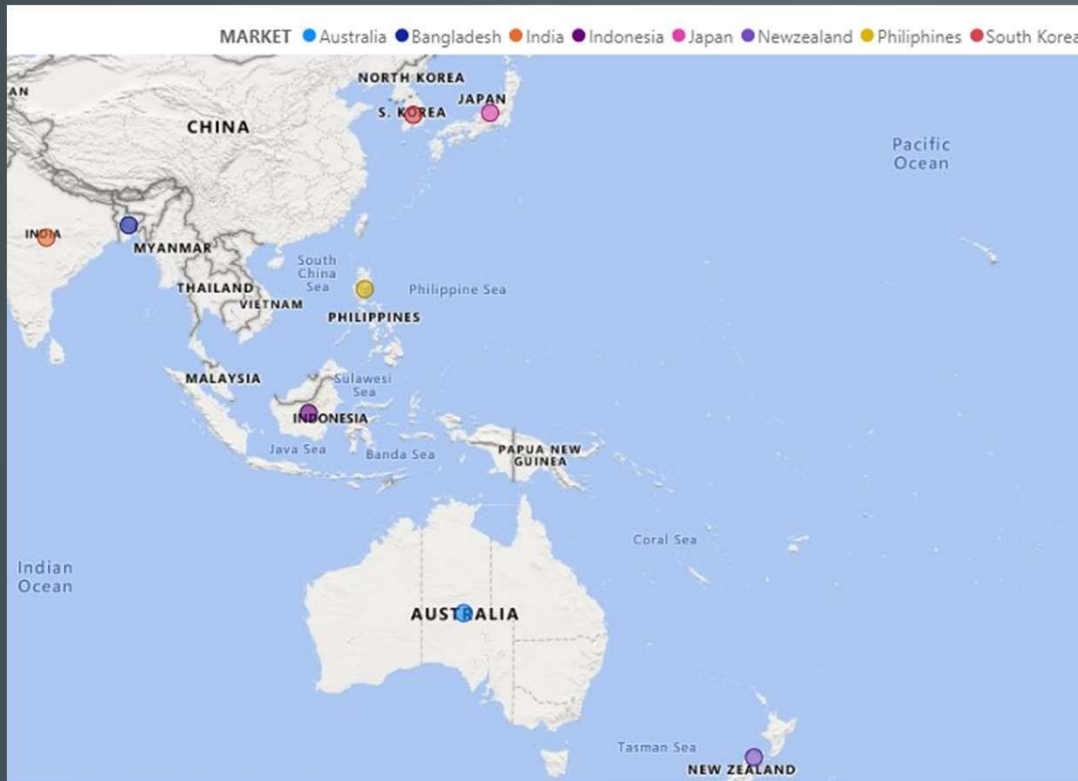 MARKET Australia Bangladesh India Indonesia Japan Newzealand Philiphines South Korea
NORTH KOREA
AN
JAPAN
S. KOREA
CHINA
Pacific
Ocean
INDIA
MYANMAR
South
China
Sea
THAILAND
Philippine Sea
VIETNAM
PHILIPPINES
MALAYSIA
Sulawesi
Sea
INDONESIA
Java Sea
Banda Sea
PAPUA NEW
GUINEA
Coral Sea
Indian
Ocean
AUSTRALIA
Tasman Sea
NEW ZEALAND